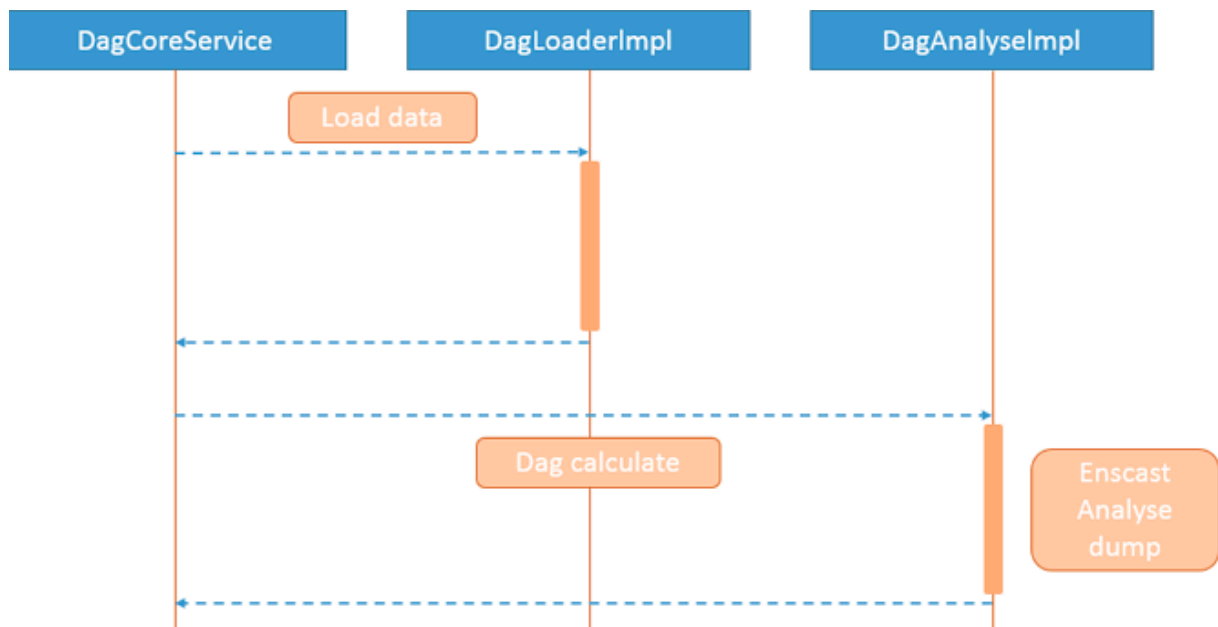 DagCoreService
DagLoaderImpl
DagAnalyseImpl
Load data
Dag calculate
Enscast
Analyse
dump